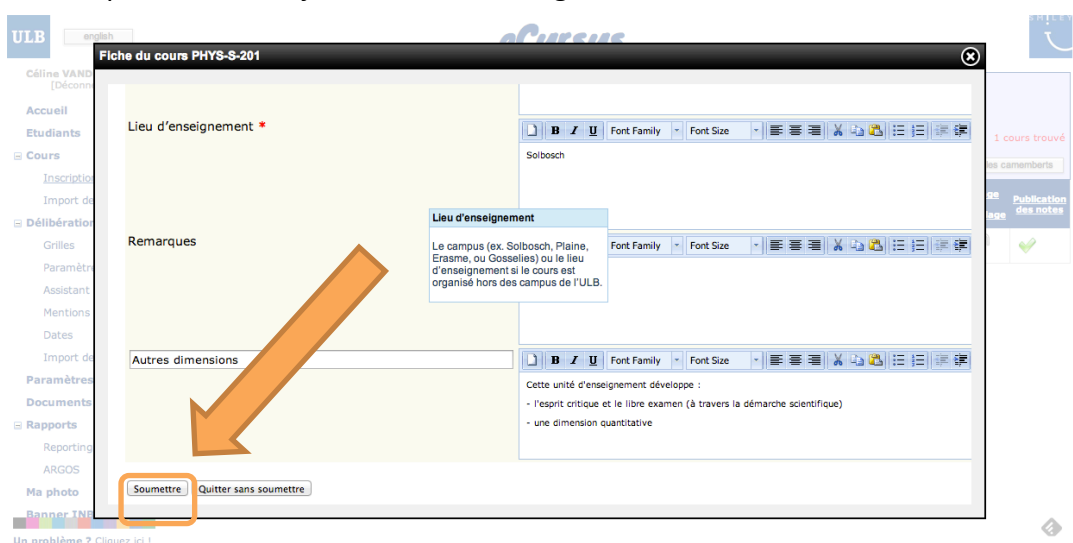 ULB
english
eCursus
SMILEY
Fiche du cours PHYS-S-201
Céline VAND
[Déconne
Accueil
Etudiants
Cours
Inscription
Import de
Délibération
Grilles
Paramètre
Assistant
Mentions
Dates
Import de
Paramètres
Documents
Rapports
Reporting
ARGOS
Ma photo
Banner INB
Un problème ? Cliquez ici !
Lieu d'enseignement *
B I U Font Family Font Size
Solbosch
Lieu d'enseignement
Le campus (ex. Solbosch, Plaine,
Erasme, ou Gosselies) ou le lieu
d'enseignement si le cours est
organisé hors des campus de l'ULB.
Remarques
Font Family Font Size
Autres dimensions
B I U Font Family Font Size
Cette unité d'enseignement développe :
- l'esprit critique et le libre examen (à travers la démarche scientifique)
- une dimension quantitative
Soumettre Quitter sans soumettre
1 cours trouvé
les camemberts
Publication
des notes